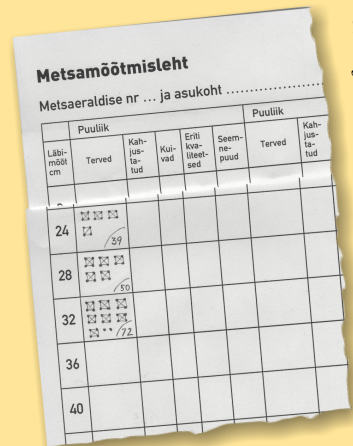 Metsamõõtmisleht
Metsaeraldise nr ... ja asukoht ......................
Puuliik Puuliik
Läbi-
mõõt
cm
Terved
Kah-
jus-
ta-
tud
Kui-
vad
Eriti
kva-
liteet-
sed
Seem-
ne-
puud
Terved
Kah-
jus-
ta-
tud
24 39
28 50
32 72
36
40